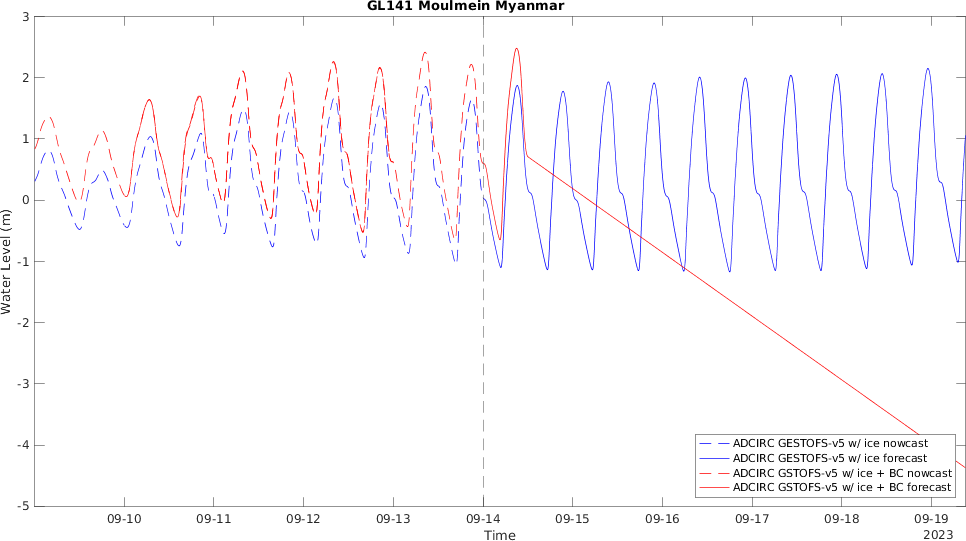 GL141 Moulmein Myanmar
3
2
1
0
-1
-2
-3
-4
-5
Water Level (m)
ADCIRC GESTOFS-v5 w/ ice nowcast
ADCIRC GESTOFS-v5 w/ ice forecast
ADCIRC GSTOFS-v5 w/ ice + BC nowcast
ADCIRC GSTOFS-v5 w/ ice + BC forecast
09-10 09-11 09-12 09-13 09-14 09-15 09-16 09-17 09-18 09-19
Time 2023